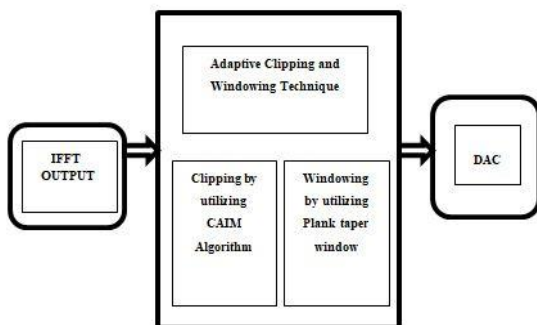 Adaptive Clipping and
Windowing Technique
IFFT
OUTPUT
Clipping by
utilizing
CAIM
Algorithm
Windowing
by utilizing
Plank taper
window
DAC